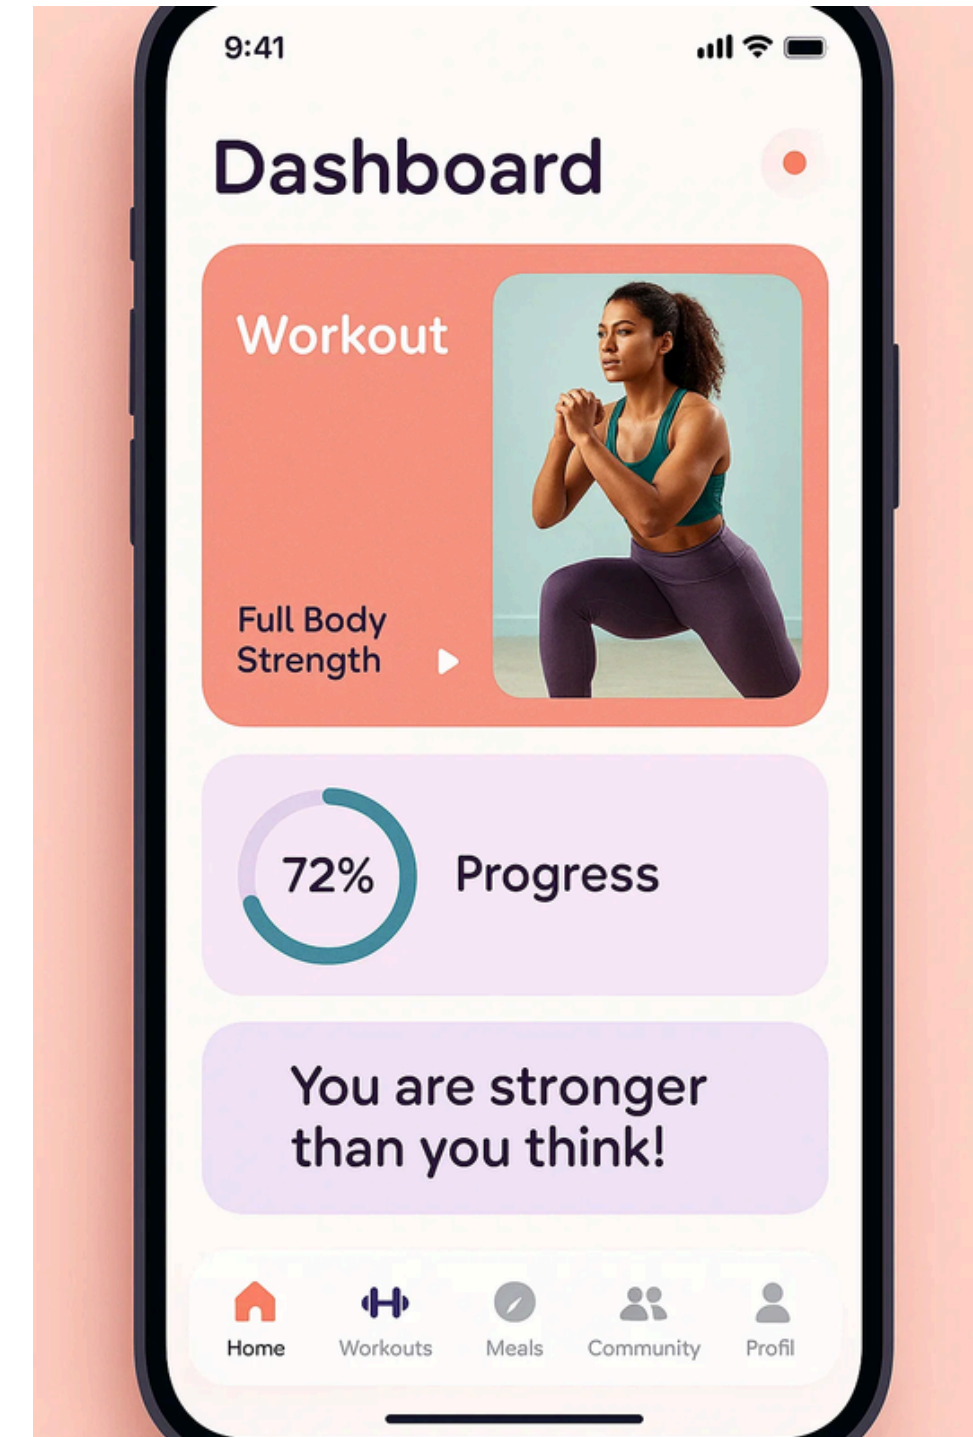 9:41
Dashboard
Workout
Full Body
Strength
72%
Progress
You are stronger
than you think!
Home
Workouts
Meals
Community
Profil